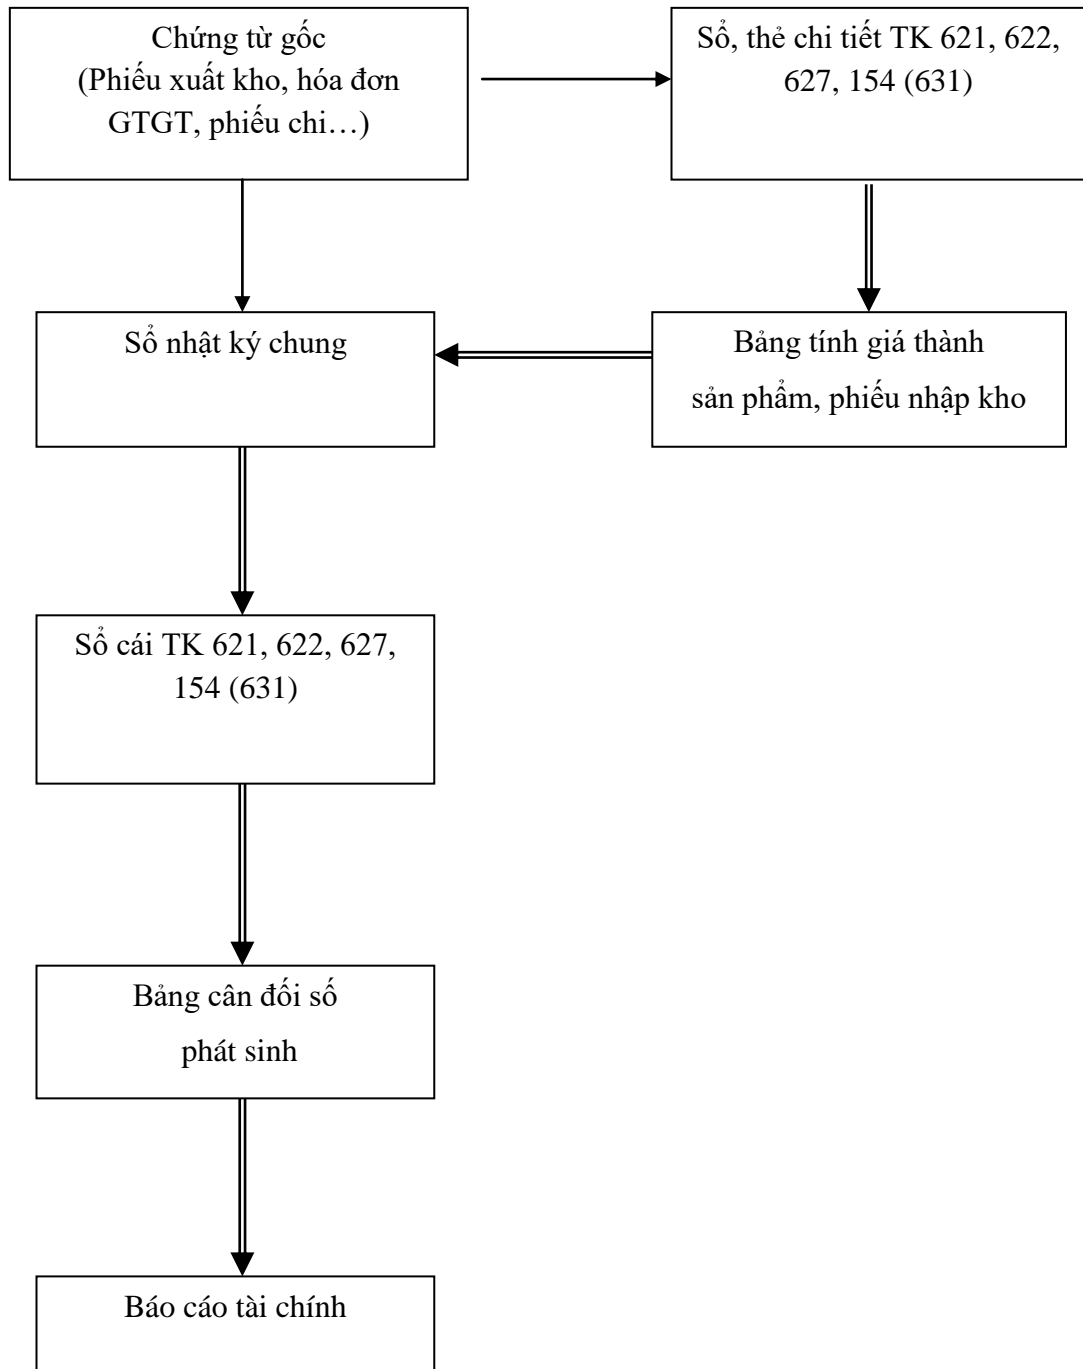 Chứng từ gốc
(Phiếu xuất kho, hóa đơn
GTGT, phiếu chi…)
Sổ, thẻ chi tiết TK 621, 622,
627, 154 (631)
Sổ nhật ký chung
Bảng tính giá thành
sản phẩm, phiếu nhập kho
Sổ cái TK 621, 622, 627,
154 (631)
Bảng cân đối số
phát sinh
Báo cáo tài chính